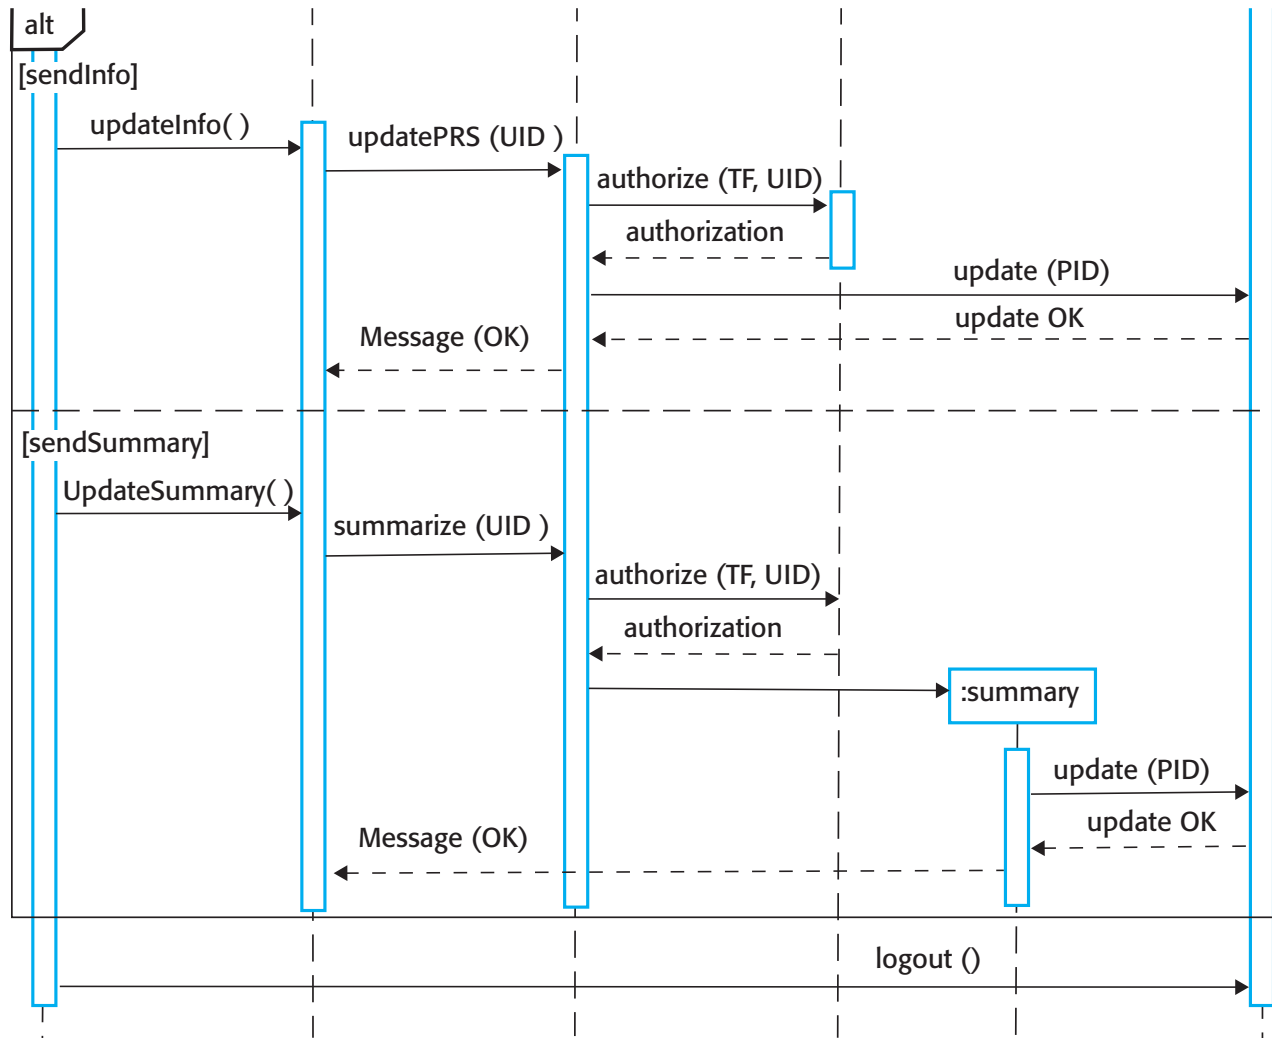 alt
[sendInfo]
updateInfo( )
updatePRS (UID )
authorize (TF, UID)
authorization
update (PID)
update OK
Message (OK)
[sendSummary]
UpdateSummary( )
summarize (UID )
authorize (TF, UID)
authorization
:summary
update (PID)
update OK
Message (OK)
logout ()